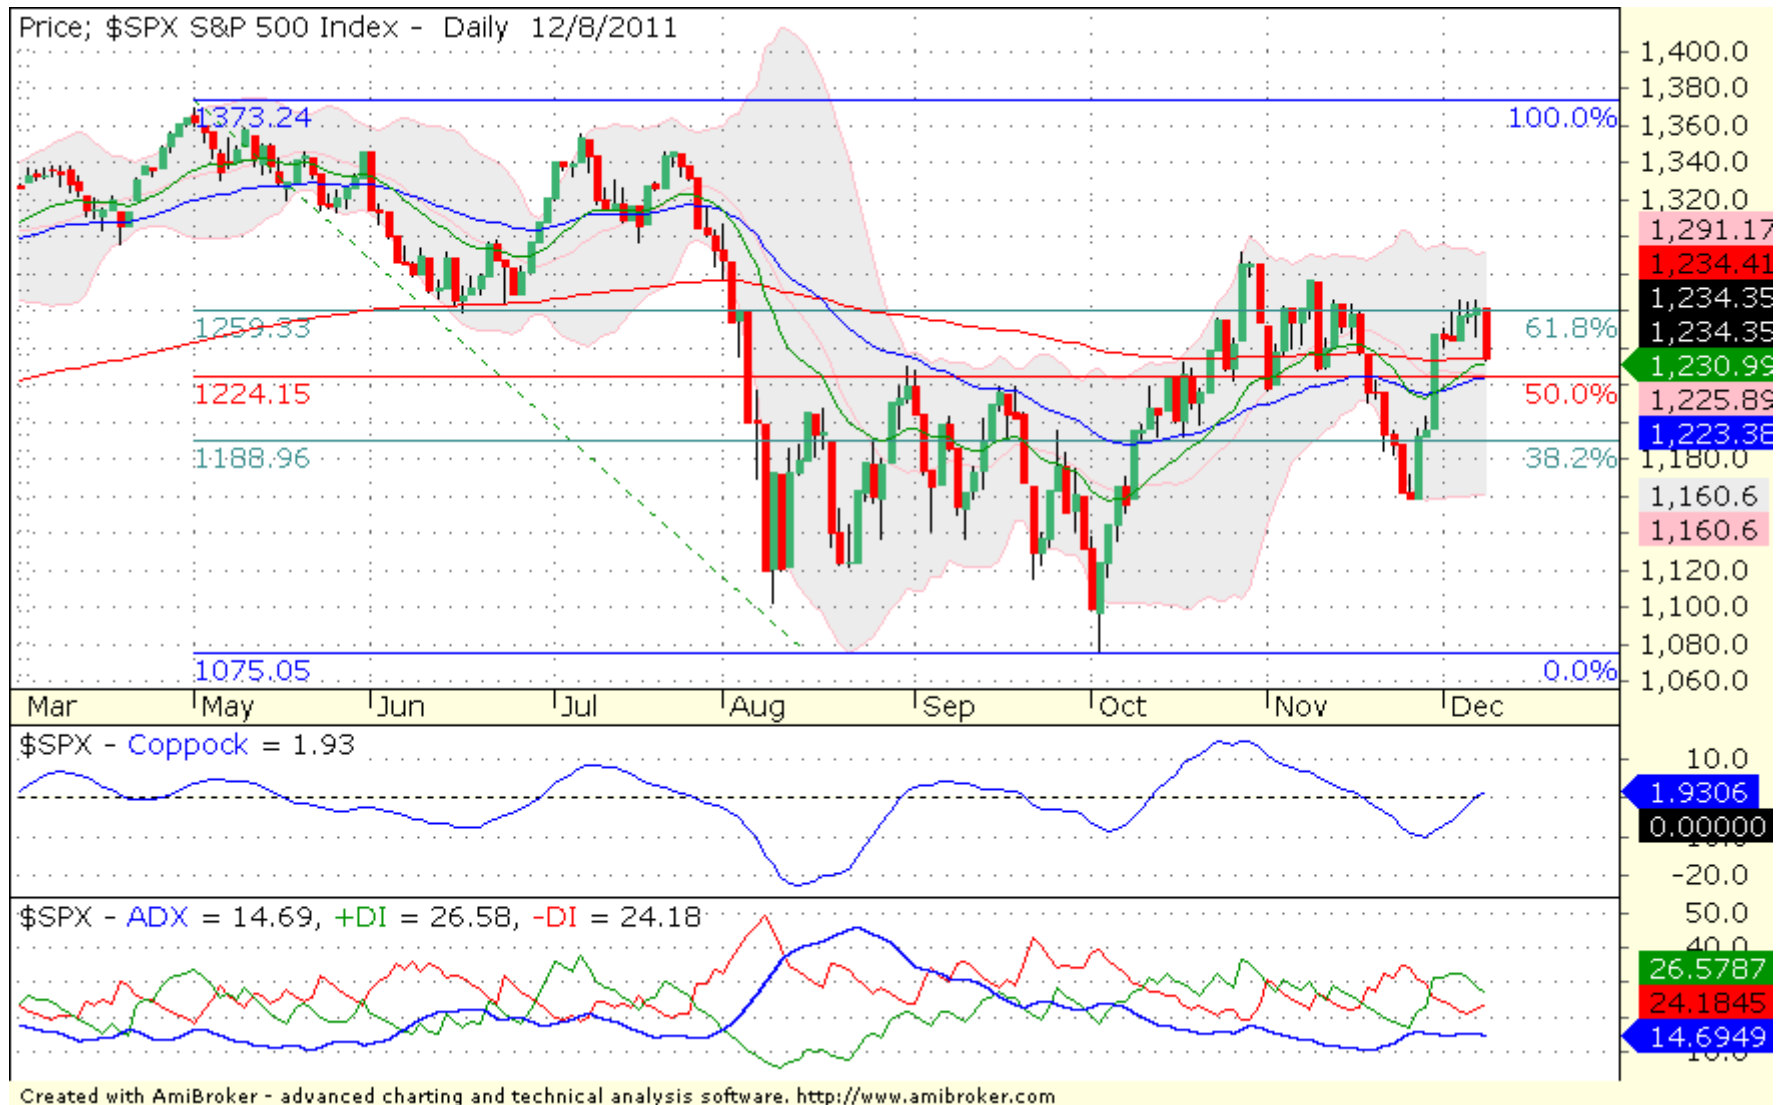 Price; $SPX S&P 500 Index - Daily 12/8/2011
1,400.0
1,380.0
1373.24 100.0% 1,360.0
1,340.0
1,320.0
1,291.17
1,234.41
1,234.35
1259.33 61.8% 1,234.35
1,230.99
1224.15 50.0% 1,225.89
1,223.38
1188.96 38.2% 1,180.0
1,160.6
1,160.6
1,120.0
1,100.0
1,080.0
1075.05 0.0% 1,060.0
Mar May Jun Jul Aug Sep Oct Nov Dec
$SPX - Coppock = 1.93
10.0
1.9306
0.00000
-20.0
$SPX - ADX = 14.69, +DI = 26.58, -DI = 24.18
50.0
40.0
26.5787
24.1845
14.6949
Created with AmiBroker - advanced charting and technical analysis software. http://www.amibroker.com